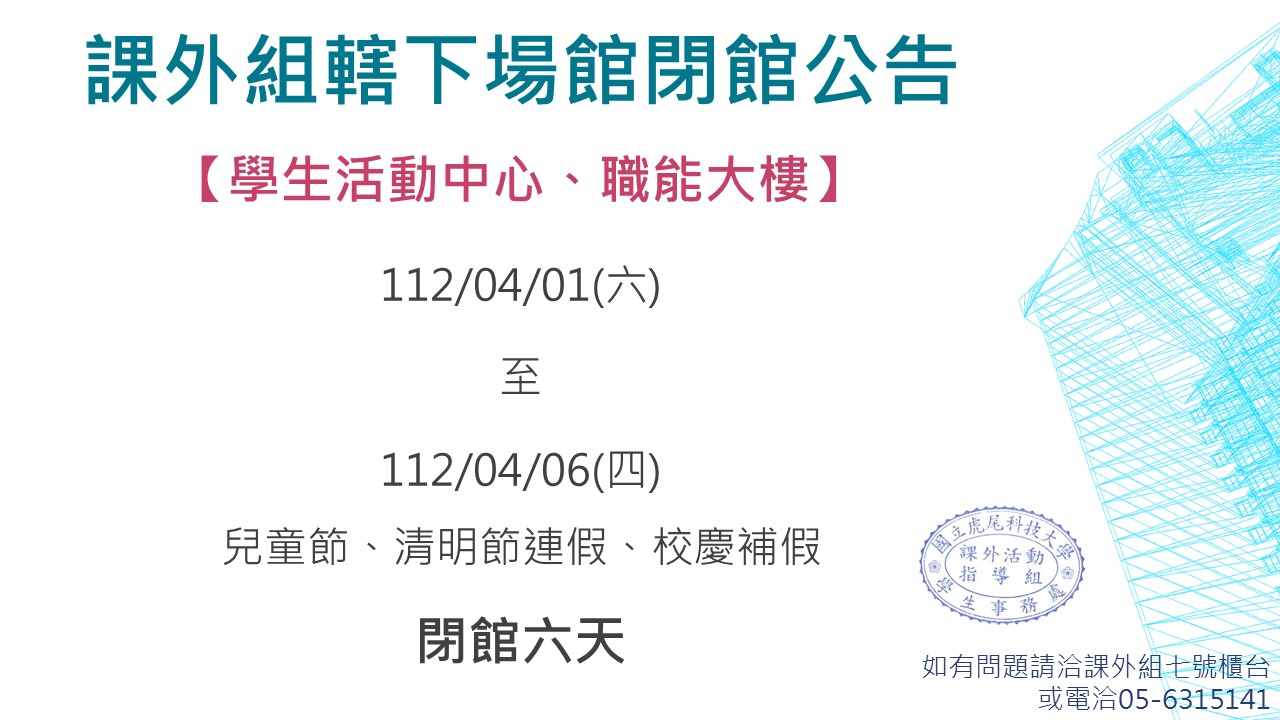 課外組轄下場館閉館公告
【學生活動中心、職能大樓】
112/04/01(六)
至
112/04/06(四)
兒童節、清明節連假、校慶補假
閉館六天
國立虎尾科技大學
課外活動
指導組
學生事務處
如有問題請洽課外組七號櫃台
或電洽05-6315141